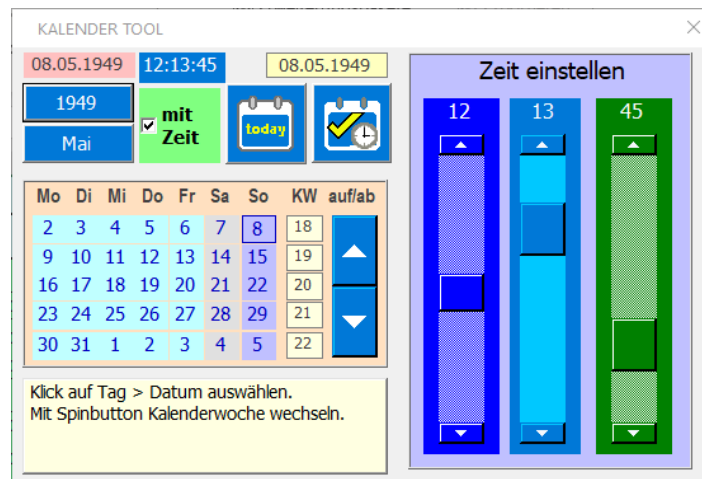 KALENDER TOOL
08.05.1949 12:13:45 08.05.1949
1949
Mai
mit
Zeit
today
Mo Di Mi Do Fr Sa So KW auf/ab
2 3 4 5 6 7 8 18
9 10 11 12 13 14 15 19
16 17 18 19 20 21 22 20
23 24 25 26 27 28 29 21
30 31 1 2 3 4 5 22
Klick auf Tag > Datum auswählen.
Mit Spinbutton Kalenderwoche wechseln.
Zeit einstellen
12 13 45